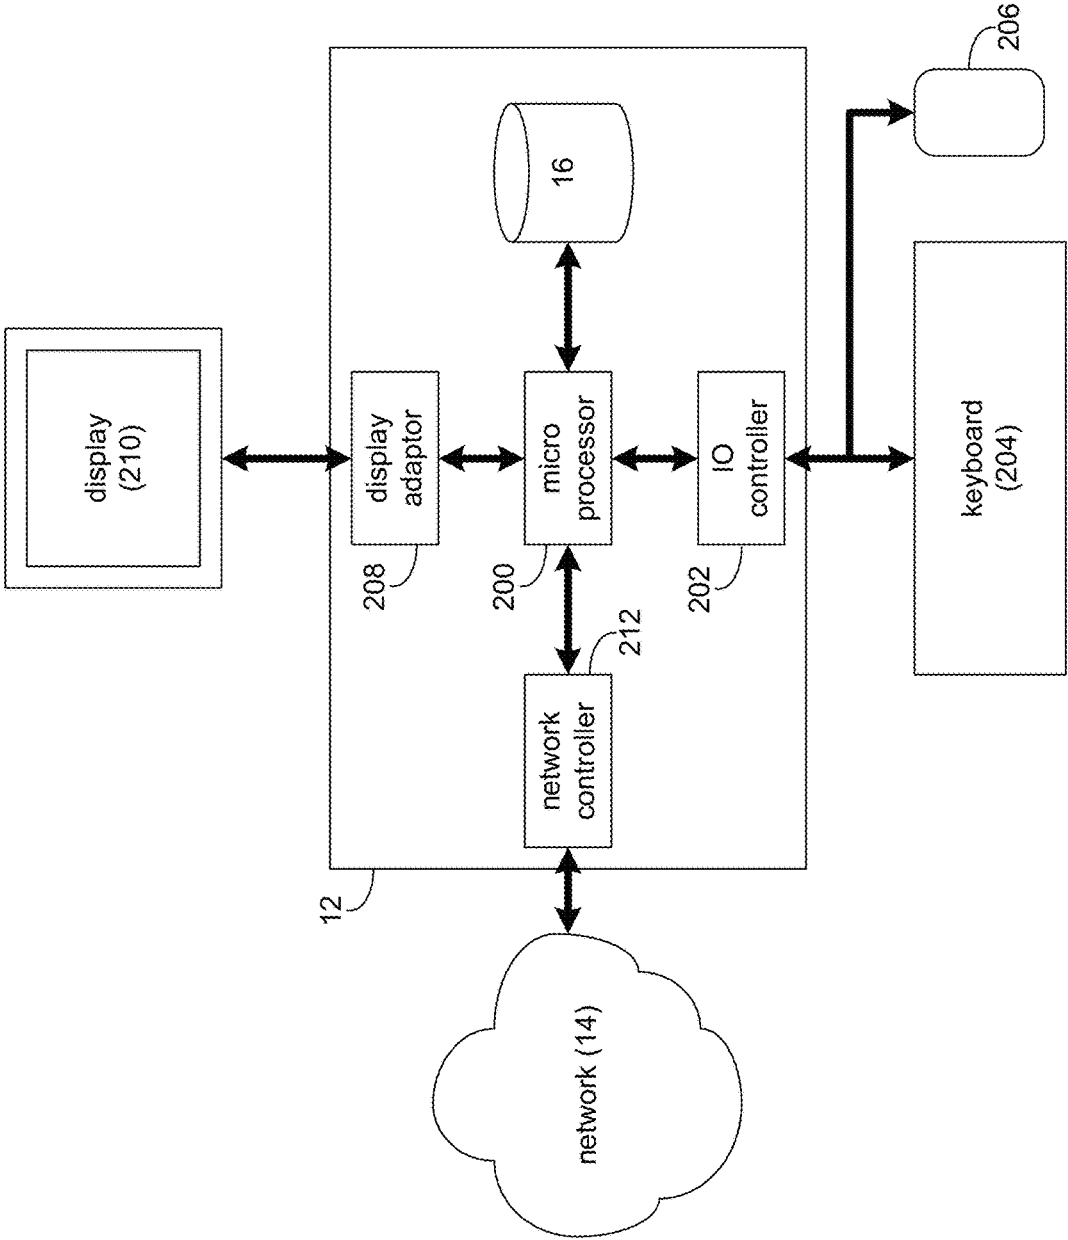 display
(210)
display
adaptor
208
micro
processor
200
16
IO
controller
202
network
controller
212
12
network (14)
keyboard
(204)
206